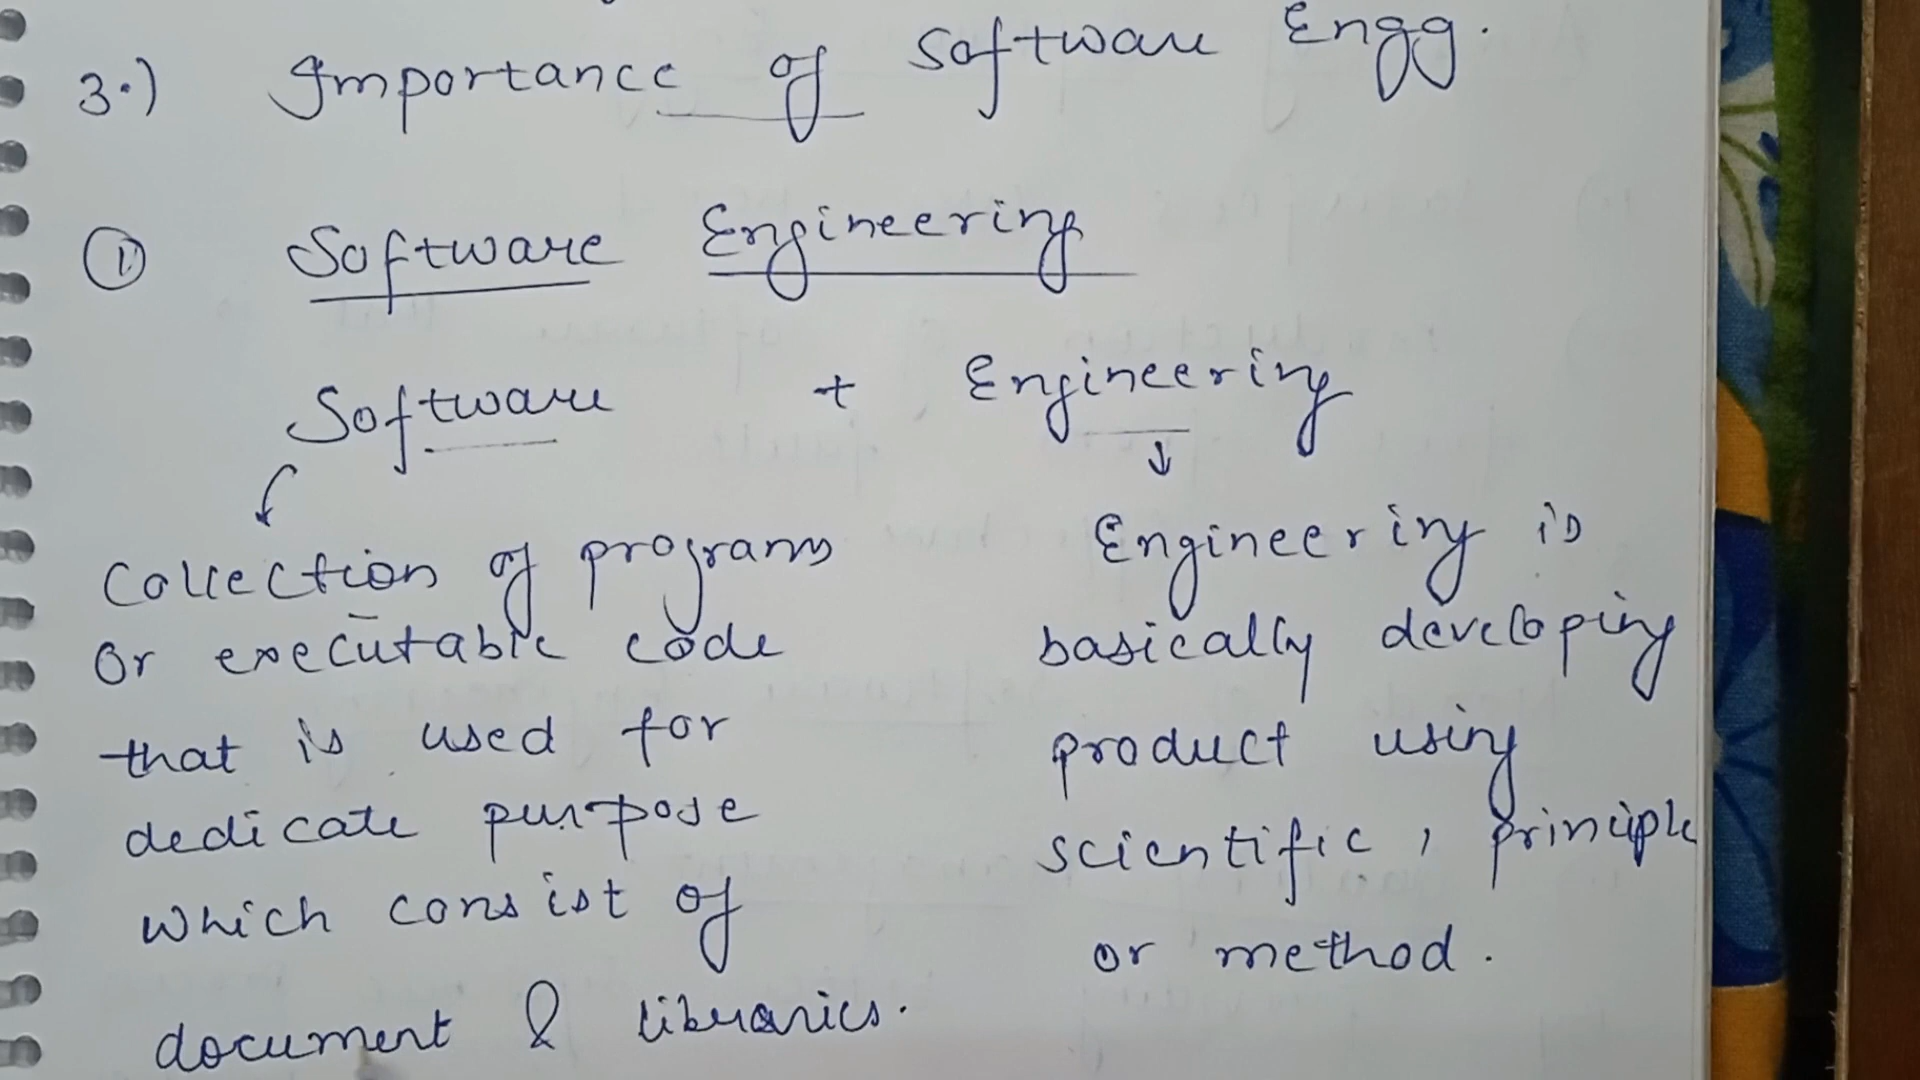 3.) Importance of Software Engg.
① Software Engineering
Software + Engineering
Collection of programs
or executable code
that is used for
dedicate purpose
which consist of
document & libraries.
Engineering is
basically developing
product using
scientific, principle
or method.